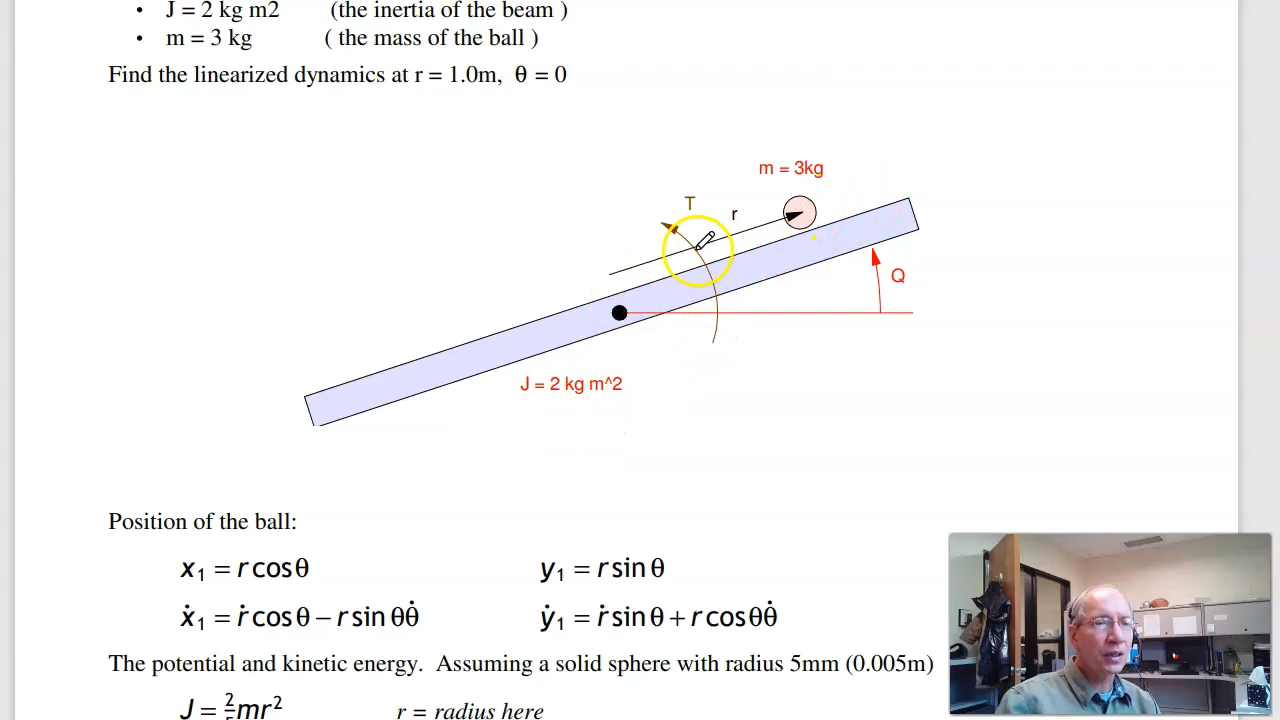 • J = 2 kg m2 (the inertia of the beam )
• m = 3 kg ( the mass of the ball )
Find the linearized dynamics at r = 1.0m, θ = 0
m = 3kg
T
r
Q
J = 2 kg m^2
Position of the ball:
x₁ = r cos θ y₁ = r sin θ
ẋ₁ = ṙ cos θ − r sin θθ̇ ẏ₁ = ṙ sin θ + r cos θθ̇
The potential and kinetic energy. Assuming a solid sphere with radius 5mm (0.005m)
J = 2/5 mr² r = radius here